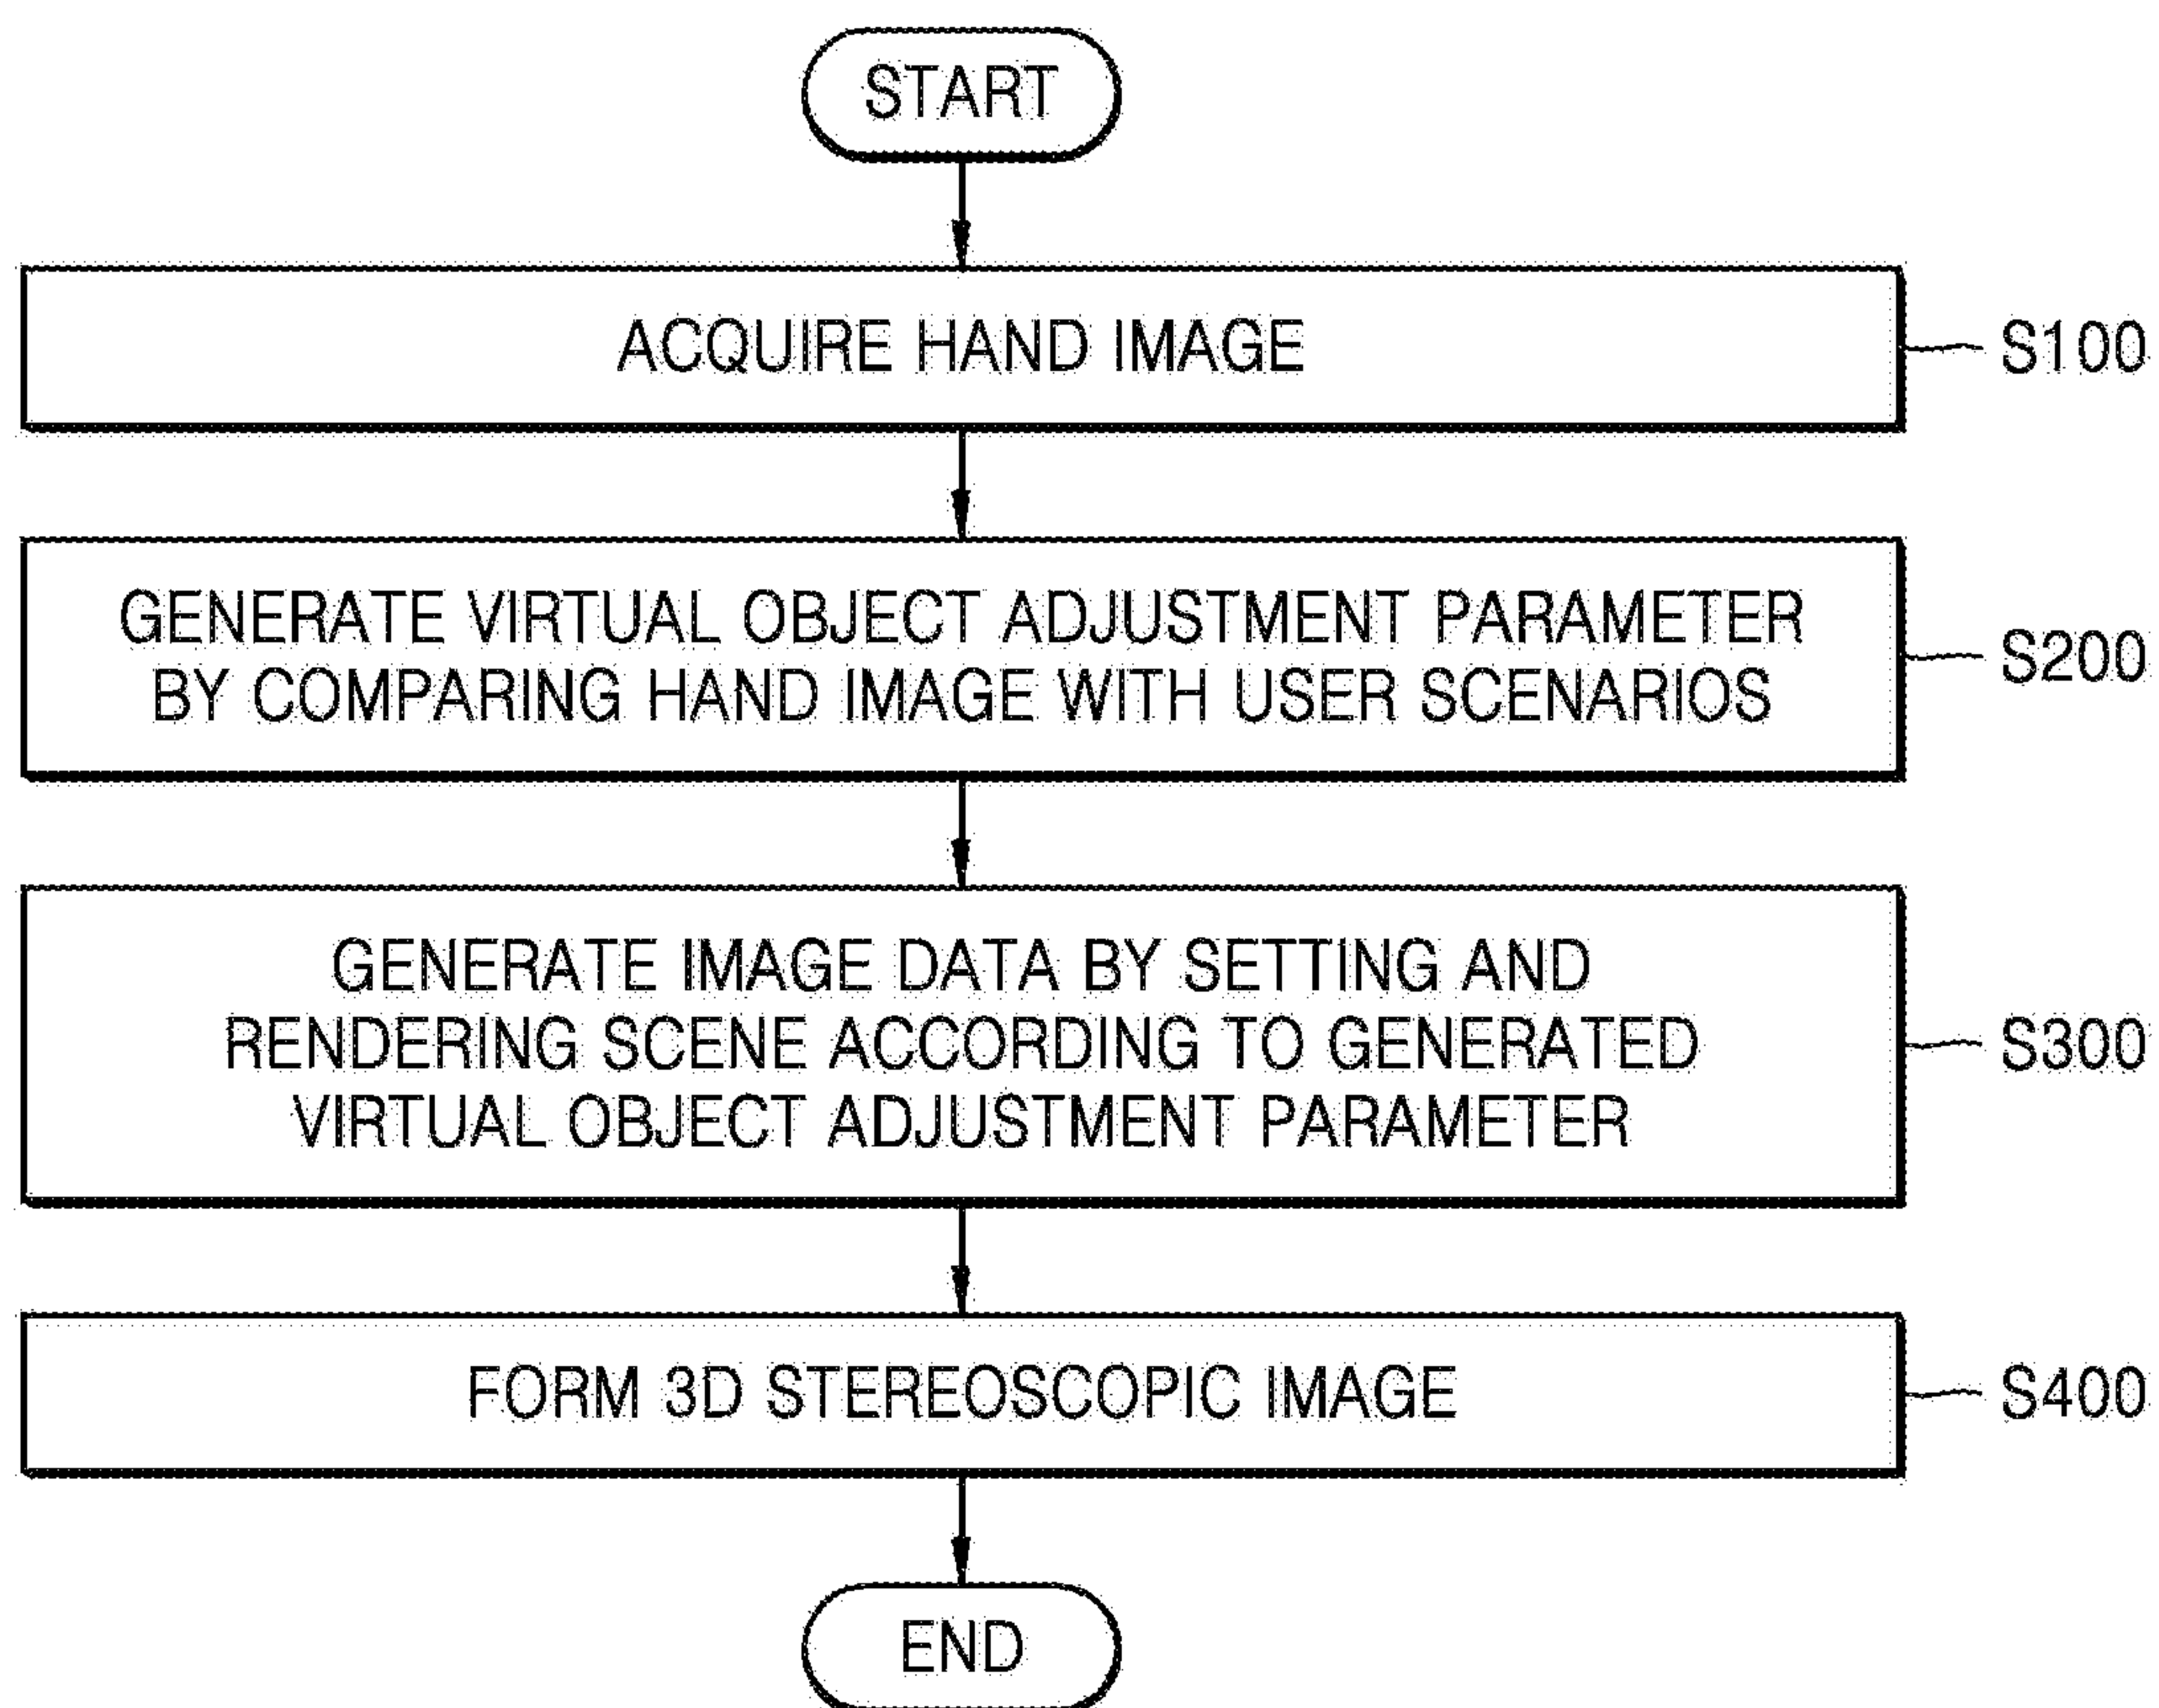 START
ACQUIRE HAND IMAGE
S100
GENERATE VIRTUAL OBJECT ADJUSTMENT PARAMETER
BY COMPARING HAND IMAGE WITH USER SCENARIOS
S200
GENERATE IMAGE DATA BY SETTING AND
RENDERING SCENE ACCORDING TO GENERATED
VIRTUAL OBJECT ADJUSTMENT PARAMETER
S300
FORM 3D STEREOSCOPIC IMAGE
S400
END